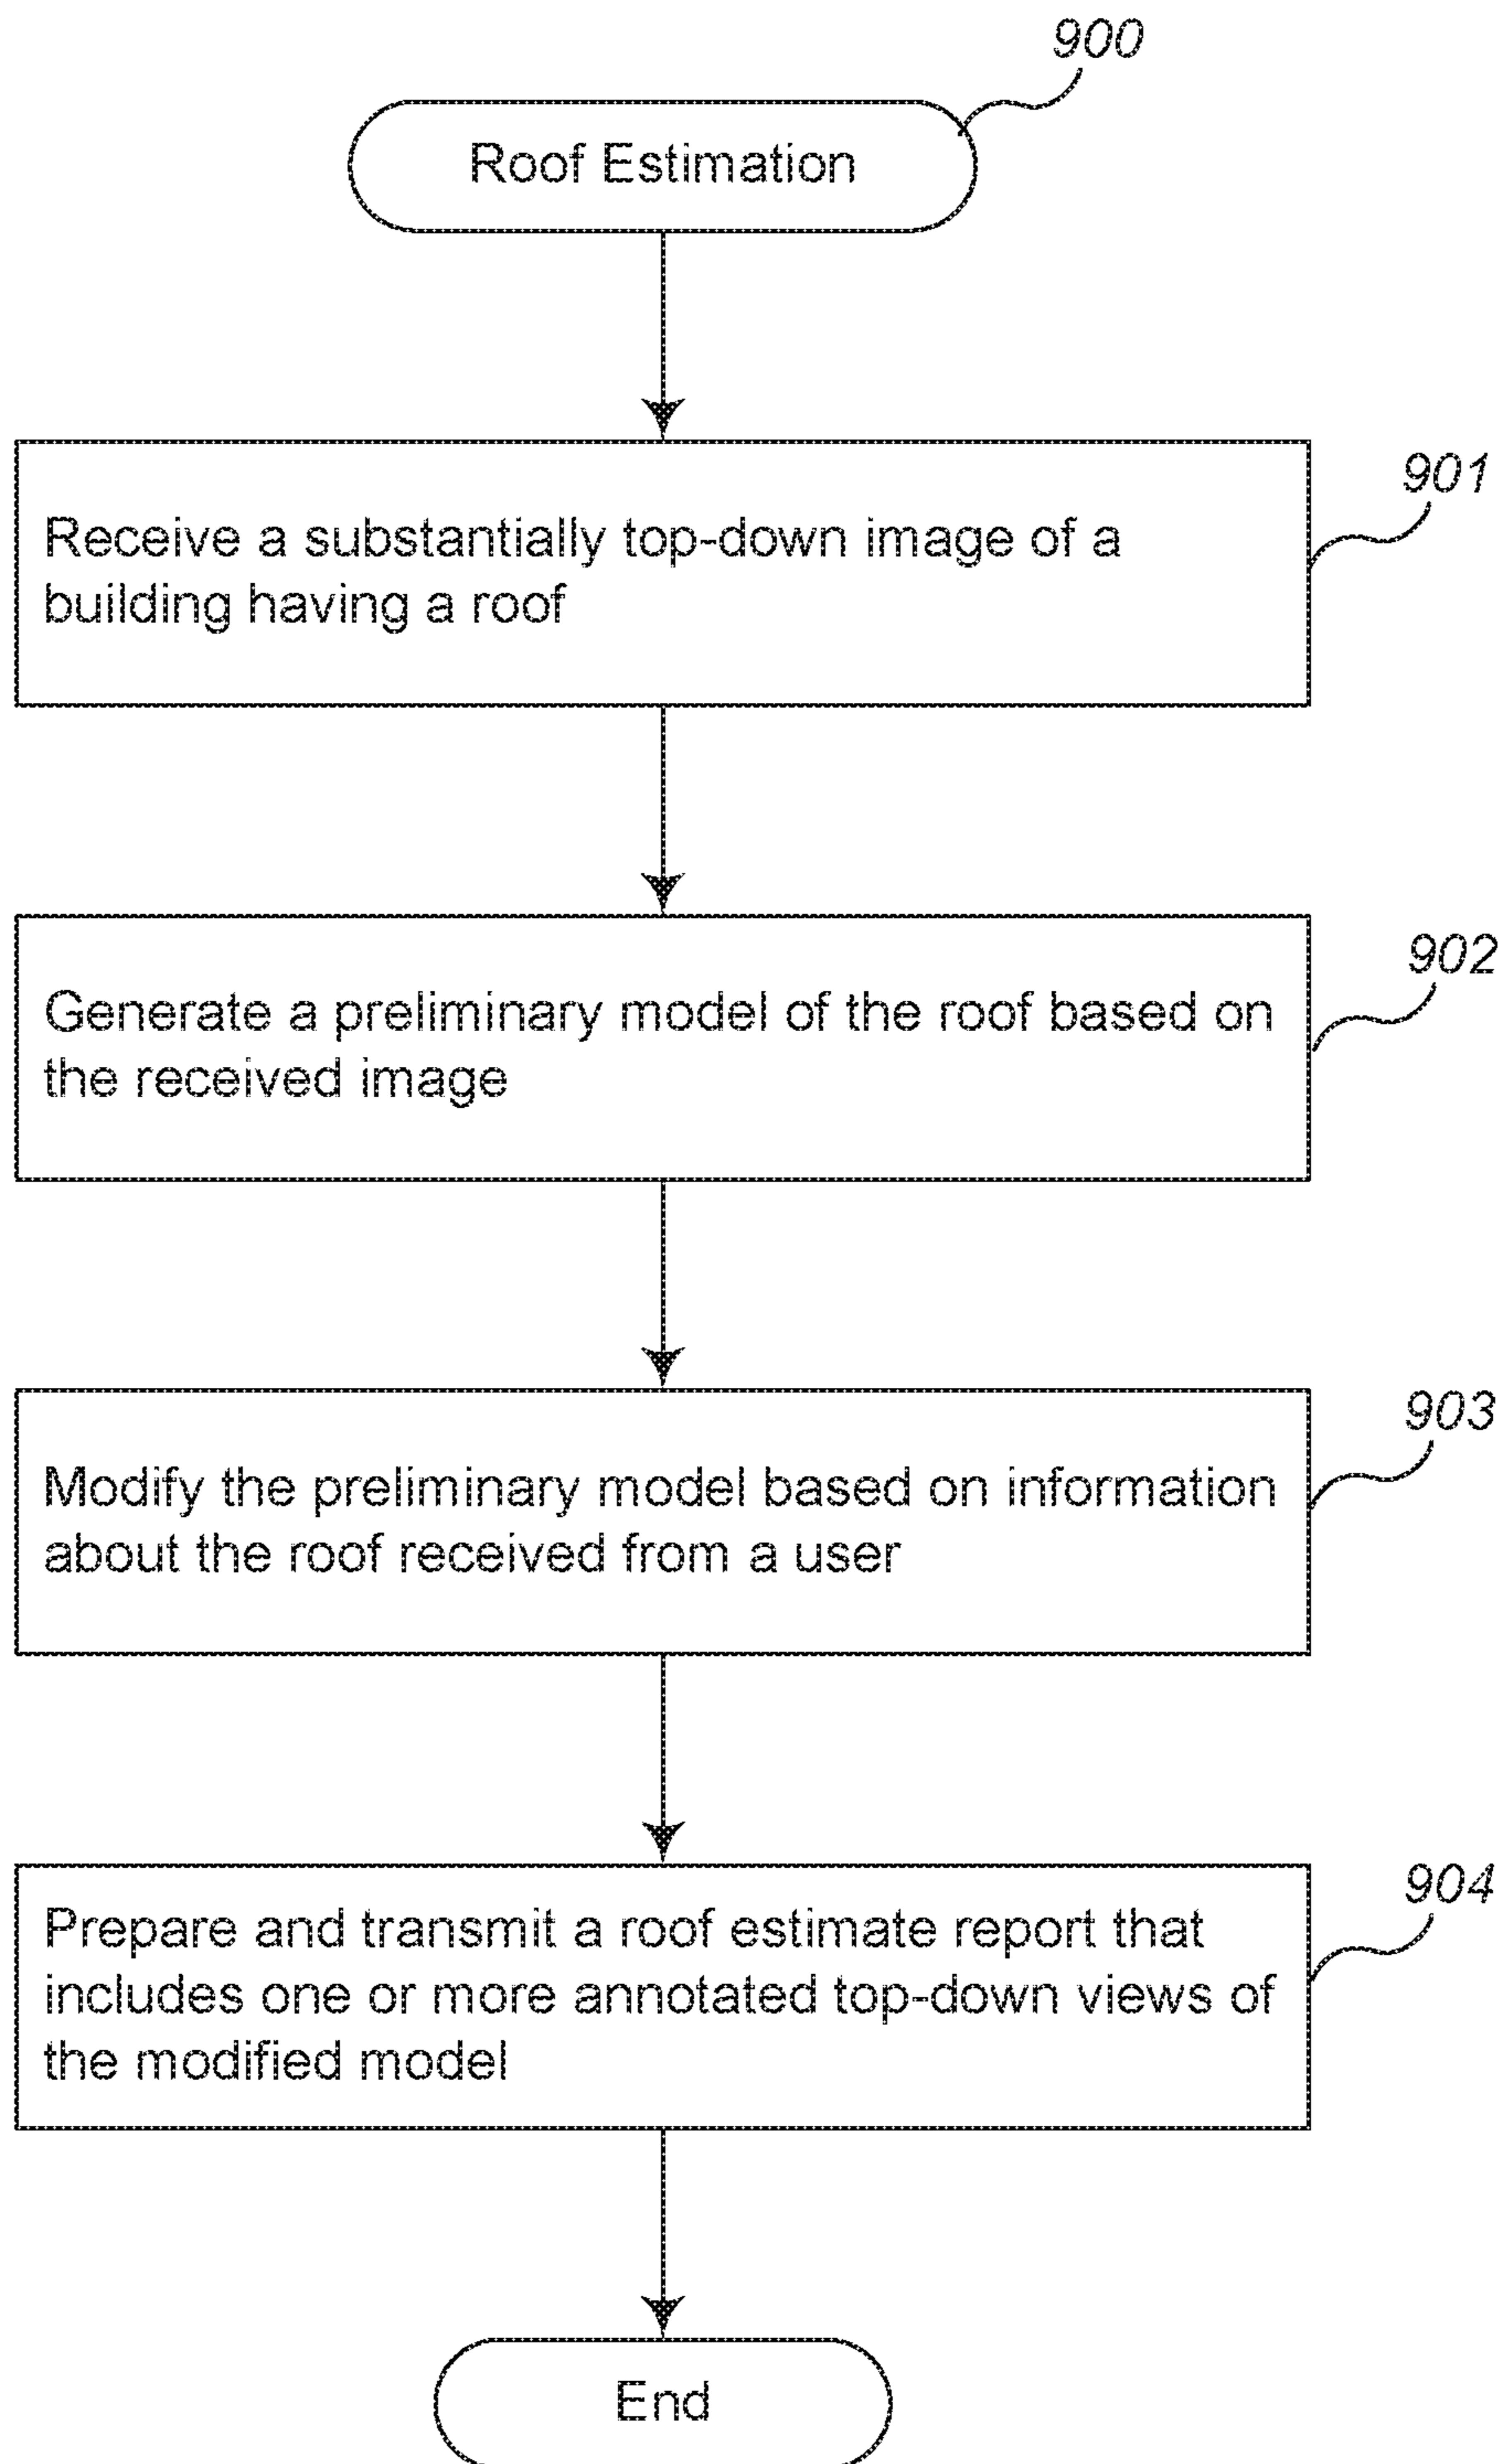 900
Roof Estimation
901
Receive a substantially top-down image of a
building having a roof
902
Generate a preliminary model of the roof based on
the received image
903
Modify the preliminary model based on information
about the roof received from a user
904
Prepare and transmit a roof estimate report that
includes one or more annotated top-down views of
the modified model
End